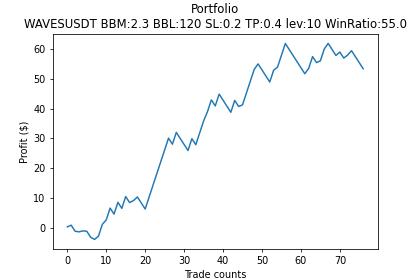 Portfolio
WAVESUSDT BBM:2.3 BBL:120 SL:0.2 TP:0.4 lev:10 WinRatio:55.0
Profit ($)
60
50
40
30
20
10
0
0 10 20 30 40 50 60 70
Trade counts